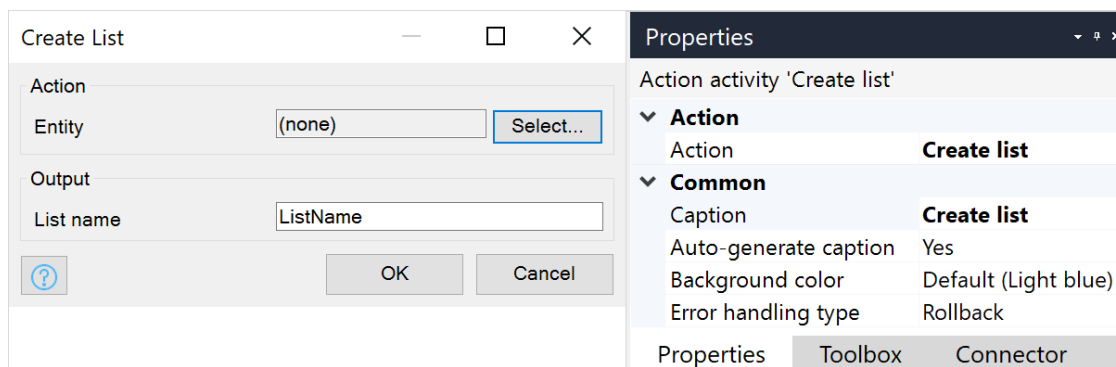 Create List
Action
Entity
(none)
Select...
Output
List name
ListName
OK
Cancel
Properties
Action activity 'Create list'
Action
Action Create list
Common
Caption Create list
Auto-generate caption Yes
Background color Default (Light blue)
Error handling type Rollback
Properties Toolbox Connector